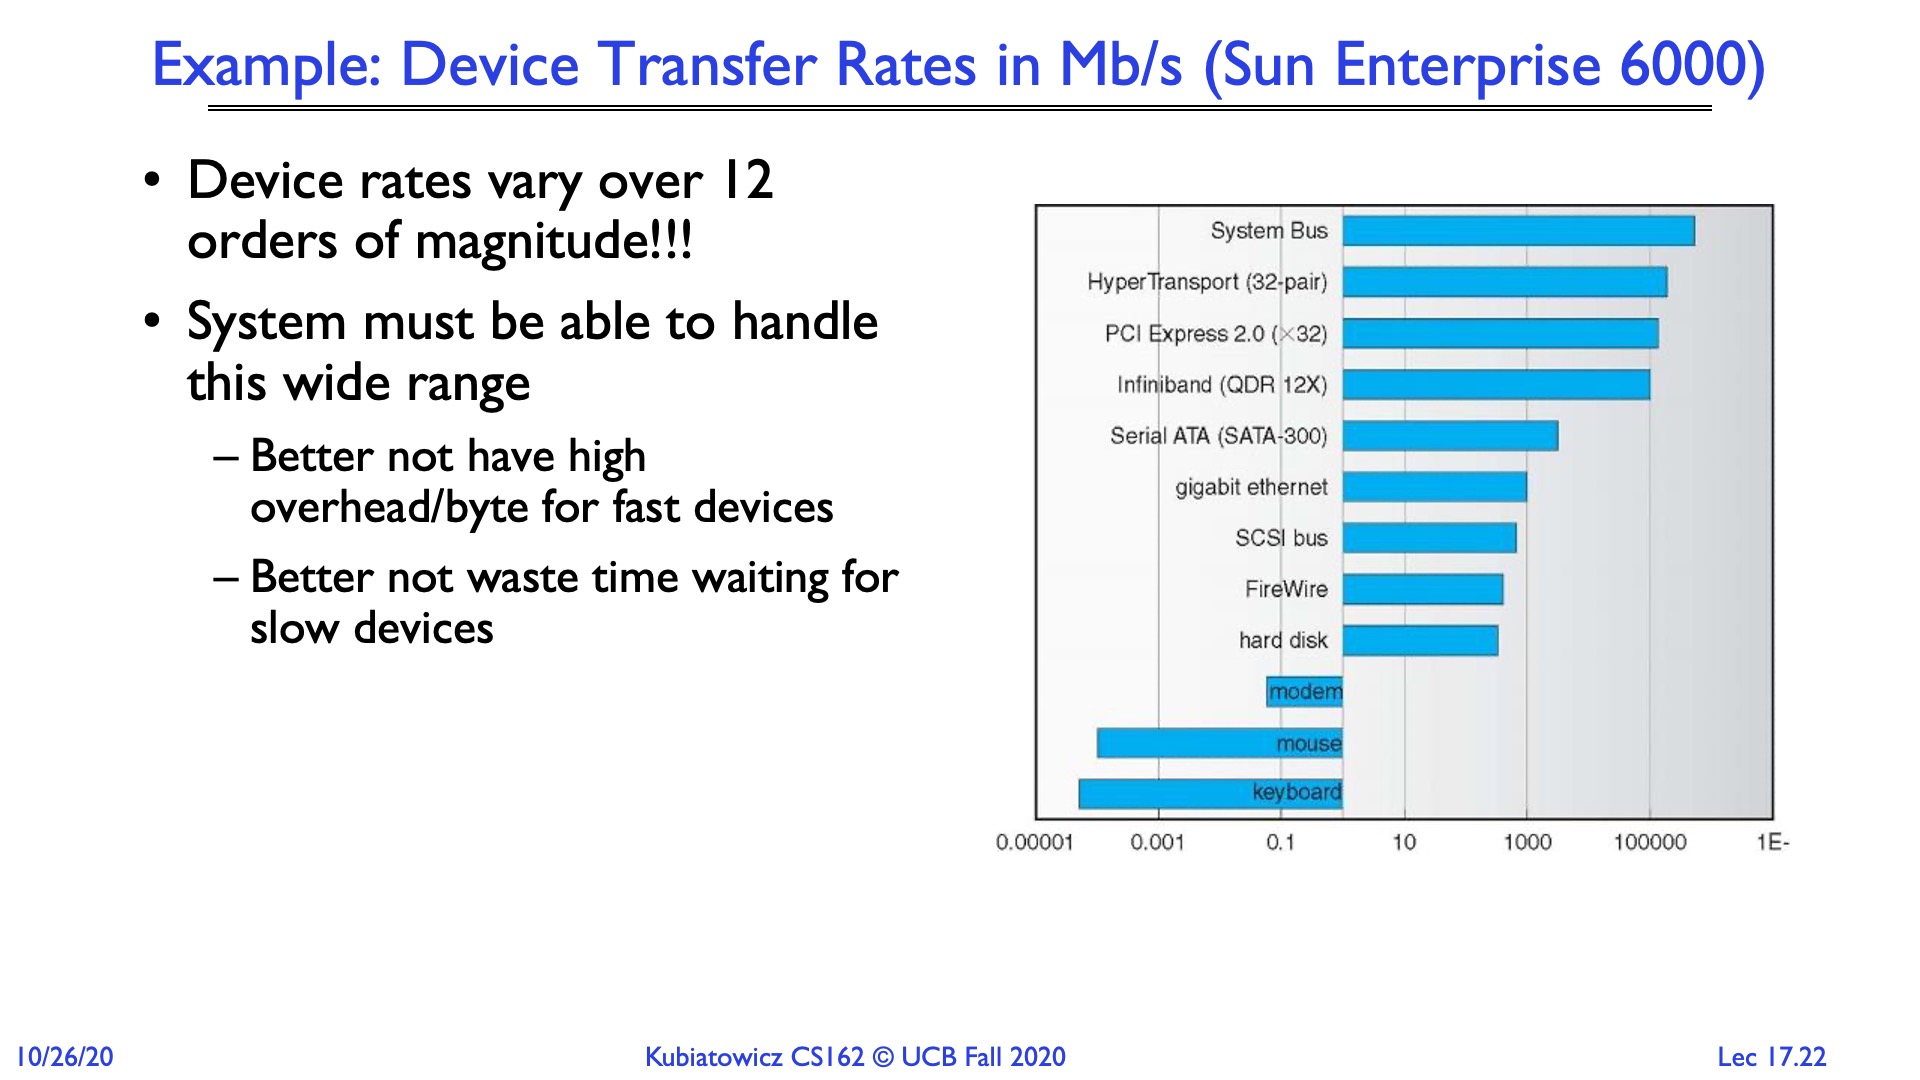 Example: Device Transfer Rates in Mb/s (Sun Enterprise 6000)
• Device rates vary over 12
orders of magnitude!!!
• System must be able to handle
this wide range
– Better not have high
overhead/byte for fast devices
– Better not waste time waiting for
slow devices
System Bus
HyperTransport (32-pair)
PCI Express 2.0 (×32)
Infiniband (QDR 12X)
Serial ATA (SATA-300)
gigabit ethernet
SCSI bus
FireWire
hard disk
modem
mouse
keyboard
0.00001 0.001 0.1 10 1000 100000 1E-
10/26/20 Kubiatowicz CS162 © UCB Fall 2020 Lec 17.22